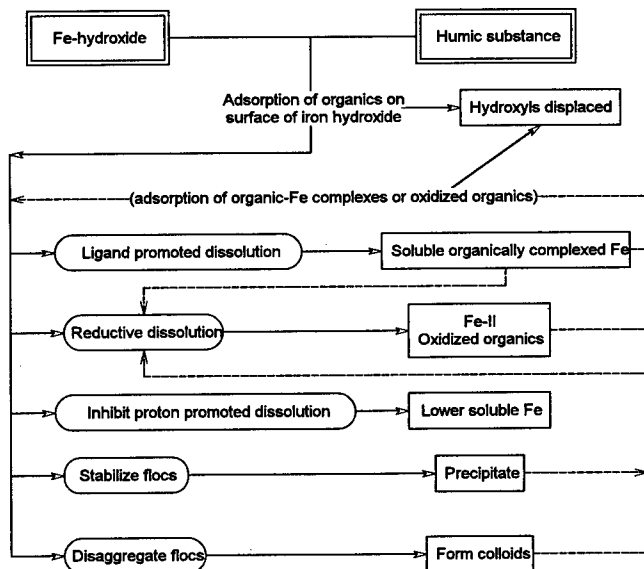 Fe-hydroxide
Humic substance
Adsorption of organics on
surface of iron hydroxide
Hydroxyls displaced
(adsorption of organic-Fe complexes or oxidized organics)
Ligand promoted dissolution
Soluble organically complexed Fe
Reductive dissolution
Fe-II
Oxidized organics
Inhibit proton promoted dissolution
Lower soluble Fe
Stabilize flocs
Precipitate
Disaggregate flocs
Form colloids